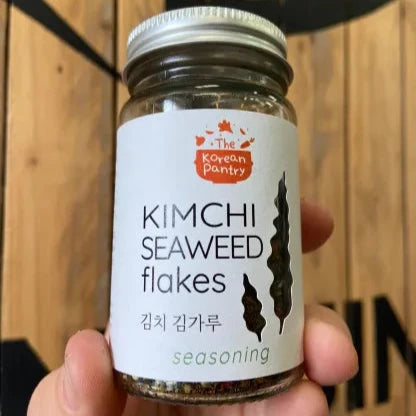 The
Korean
Pantry
KIMCHI
SEAWEED
flakes
김치 김가루
seasoning